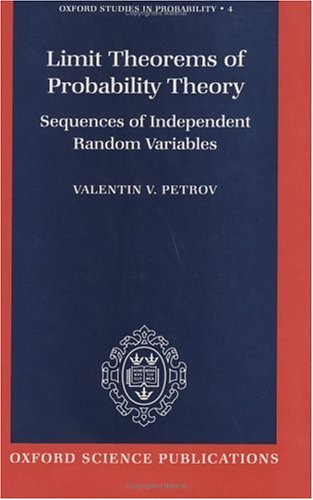 OXFORD STUDIES IN PROBABILITY • 4
Limit Theorems of
Probability Theory
Sequences of Independent
Random Variables
VALENTIN V. PETROV
OXFORD SCIENCE PUBLICATIONS